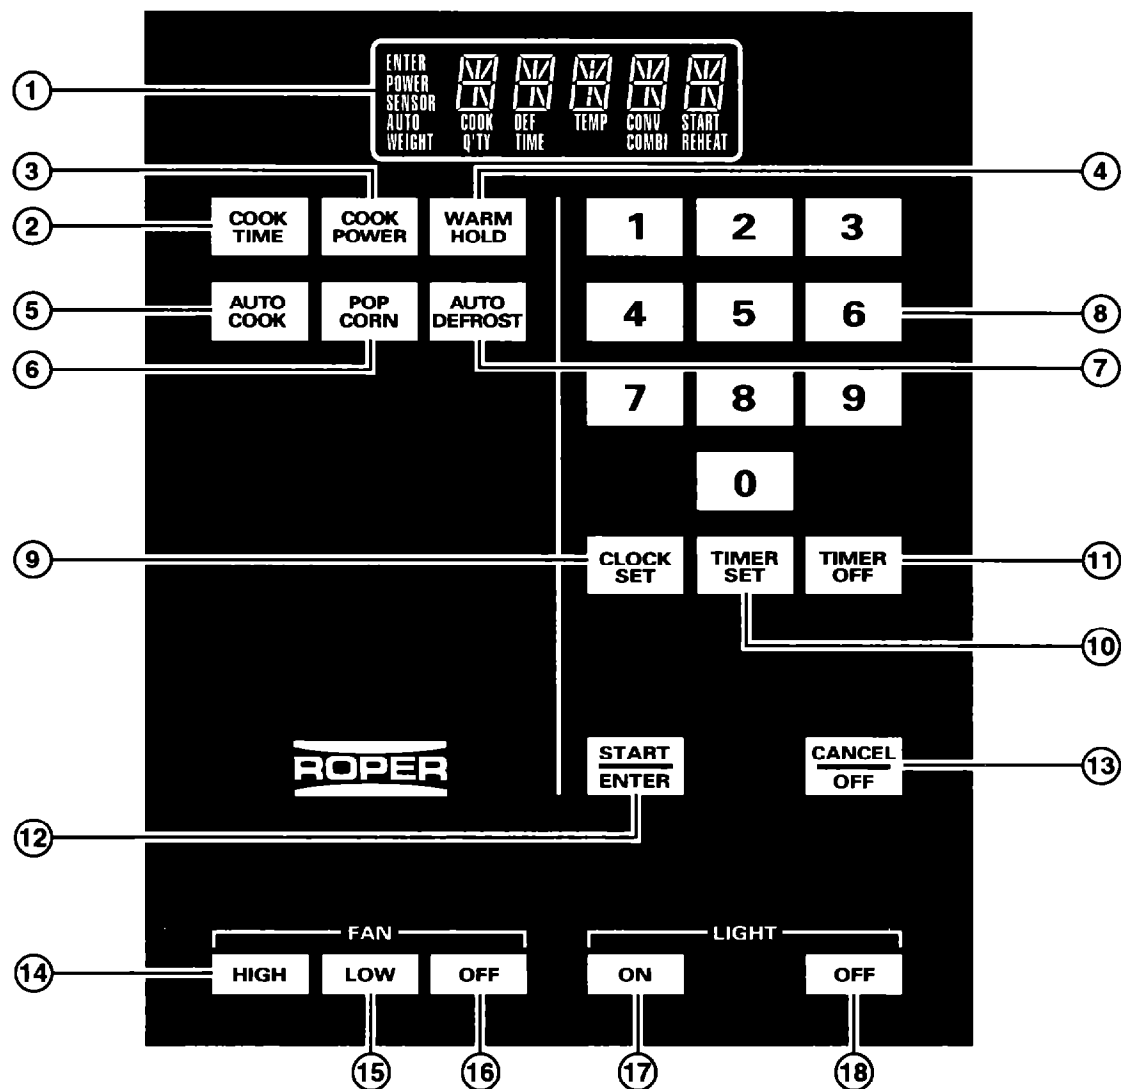 ENTER
POWER
SENSOR
AUTO COOK DEF TEMP CONV START
WEIGHT Q'TY TIME COMBI REHEAT
1
3
4
2
COOK TIME
COOK POWER
WARM HOLD
1 2 3
5
AUTO COOK
POP CORN
AUTO DEFROST
4 5 6
8
6
7
7 8 9
0
9
CLOCK SET
TIMER SET
TIMER OFF
11
10
ROPER
START
ENTER
CANCEL
OFF
13
12
FAN
LIGHT
14
HIGH LOW OFF ON OFF
15 16 17 18